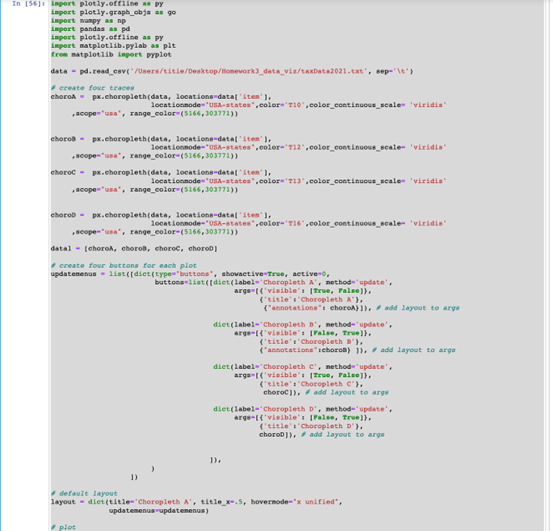 In [56]: import plotly.offline as py
import plotly.graph_objs as go
import numpy as np
import pandas as pd
import plotly.offline as py
import matplotlib.pylab as plt
from matplotlib import pyplot
data = pd.read_csv('/Users/title/Desktop/Homework3_data_viz/taxData2021.txt', sep='\t')
# create four traces
choroA = px.choropleth(data, locations=data['item'],
locationmode="USA-states",color='T10',color_continuous_scale= 'viridis'
,scope="usa", range_color=(5166,303771))
choroB = px.choropleth(data, locations=data['item'],
locationmode="USA-states",color='T12',color_continuous_scale= 'viridis'
,scope="usa", range_color=(5166,303771))
choroC = px.choropleth(data, locations=data['item'],
locationmode="USA-states",color='T13',color_continuous_scale= 'viridis'
,scope="usa", range_color=(5166,303771))
choroD = px.choropleth(data, locations=data['item'],
locationmode="USA-states",color='T16',color_continuous_scale= 'viridis'
,scope="usa", range_color=(5166,303771))
data1 = [choroA, choroB, choroC, choroD]
# create four buttons for each plot
updatemenus = list([dict(type="buttons", showactive=True, active=0,
buttons=list([dict(label='Choropleth A', method='update',
args=[{'visible': [True, False]},
{'title':'Choropleth A'},
{"annotations": choroA}]), # add layout to args
dict(label='Choropleth B', method='update',
args=[{'visible': [False, True]},
{'title':'Choropleth B'},
{"annotations":choroB} ]), # add layout to args
dict(label='Choropleth C', method='update',
args=[{'visible': [True, False]},
{'title':'Choropleth C'},
choroC]), # add layout to args
dict(label='Choropleth D', method='update',
args=[{'visible': [False, True]},
{'title':'Choropleth D'},
choroD]), # add layout to args
]),
)
])
# default layout
layout = dict(title='Choropleth A', title_x=.5, hovermode="x unified",
updatemenus=updatemenus)
# plot